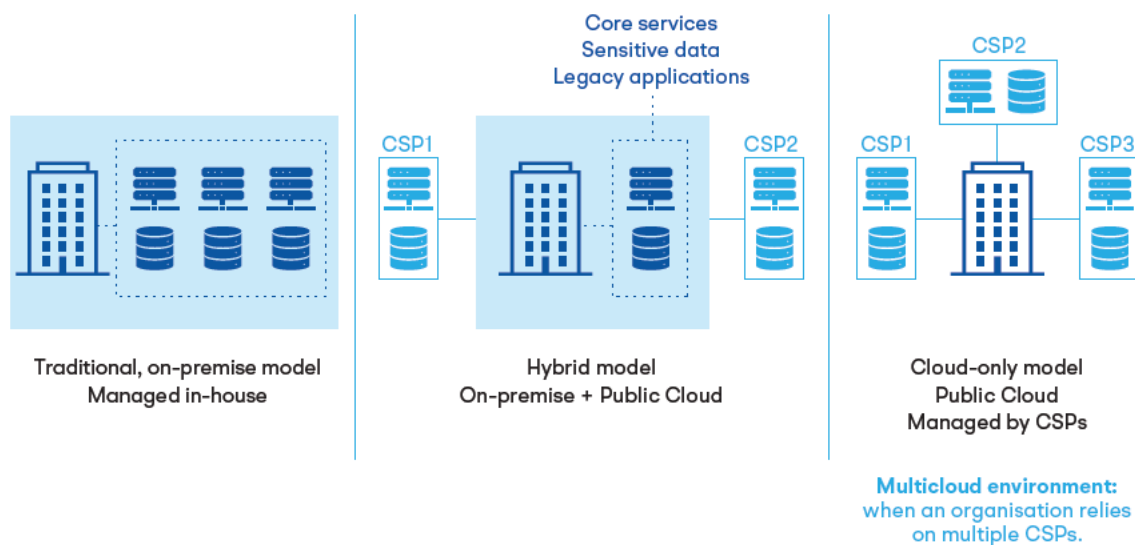 Core services
Sensitive data
Legacy applications
CSP1
CSP2
CSP2
CSP1
CSP3
Traditional, on-premise model
Managed in-house
Hybrid model
On-premise + Public Cloud
Cloud-only model
Public Cloud
Managed by CSPs
Multicloud environment:
when an organisation relies
on multiple CSPs.